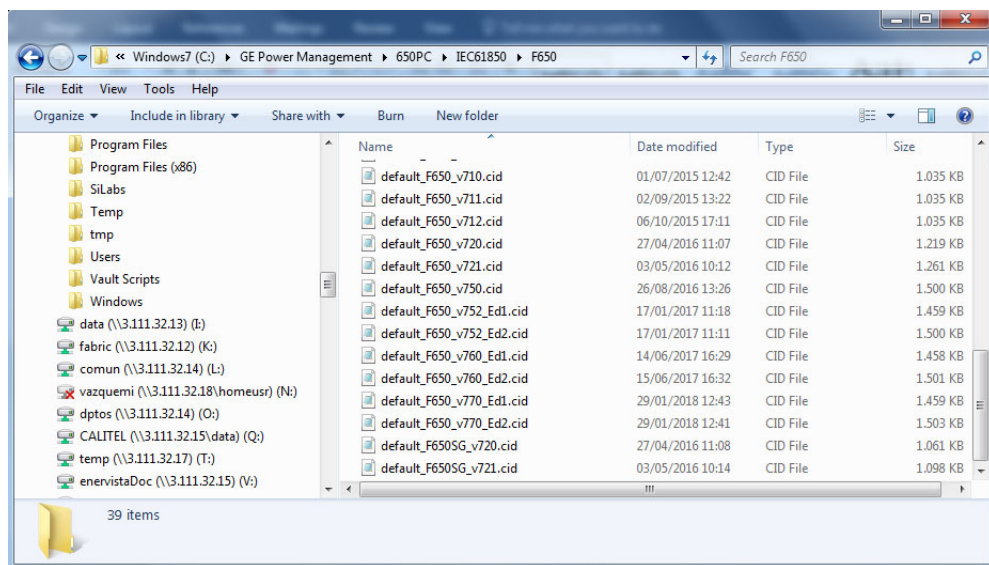 « Windows7 (C:) ▸ GE Power Management ▸ 650PC ▸ IEC61850 ▸ F650
Search F650
File Edit View Tools Help
Organize Include in library Share with Burn New folder
Program Files
Program Files (x86)
SiLabs
Temp
tmp
Users
Vault Scripts
Windows
data (\\3.111.32.13) (I:)
fabric (\\3.111.32.12) (K:)
comun (\\3.111.32.14) (L:)
vazquemi (\\3.111.32.18\homeusr) (N:)
dptos (\\3.111.32.14) (O:)
CALITEL (\\3.111.32.15\data) (Q:)
temp (\\3.111.32.17) (T:)
enervistaDoc (\\3.111.32.15) (V:)
Name Date modified Type Size
default_F650_v710.cid 01/07/2015 12:42 CID File 1.035 KB
default_F650_v711.cid 02/09/2015 13:22 CID File 1.035 KB
default_F650_v712.cid 06/10/2015 17:11 CID File 1.035 KB
default_F650_v720.cid 27/04/2016 11:07 CID File 1.219 KB
default_F650_v721.cid 03/05/2016 10:12 CID File 1.261 KB
default_F650_v750.cid 26/08/2016 13:26 CID File 1.500 KB
default_F650_v752_Ed1.cid 17/01/2017 11:18 CID File 1.459 KB
default_F650_v752_Ed2.cid 17/01/2017 11:11 CID File 1.500 KB
default_F650_v760_Ed1.cid 14/06/2017 16:29 CID File 1.458 KB
default_F650_v760_Ed2.cid 15/06/2017 16:32 CID File 1.501 KB
default_F650_v770_Ed1.cid 29/01/2018 12:43 CID File 1.459 KB
default_F650_v770_Ed2.cid 29/01/2018 12:41 CID File 1.503 KB
default_F650SG_v720.cid 27/04/2016 11:08 CID File 1.061 KB
default_F650SG_v721.cid 03/05/2016 10:14 CID File 1.098 KB
39 items